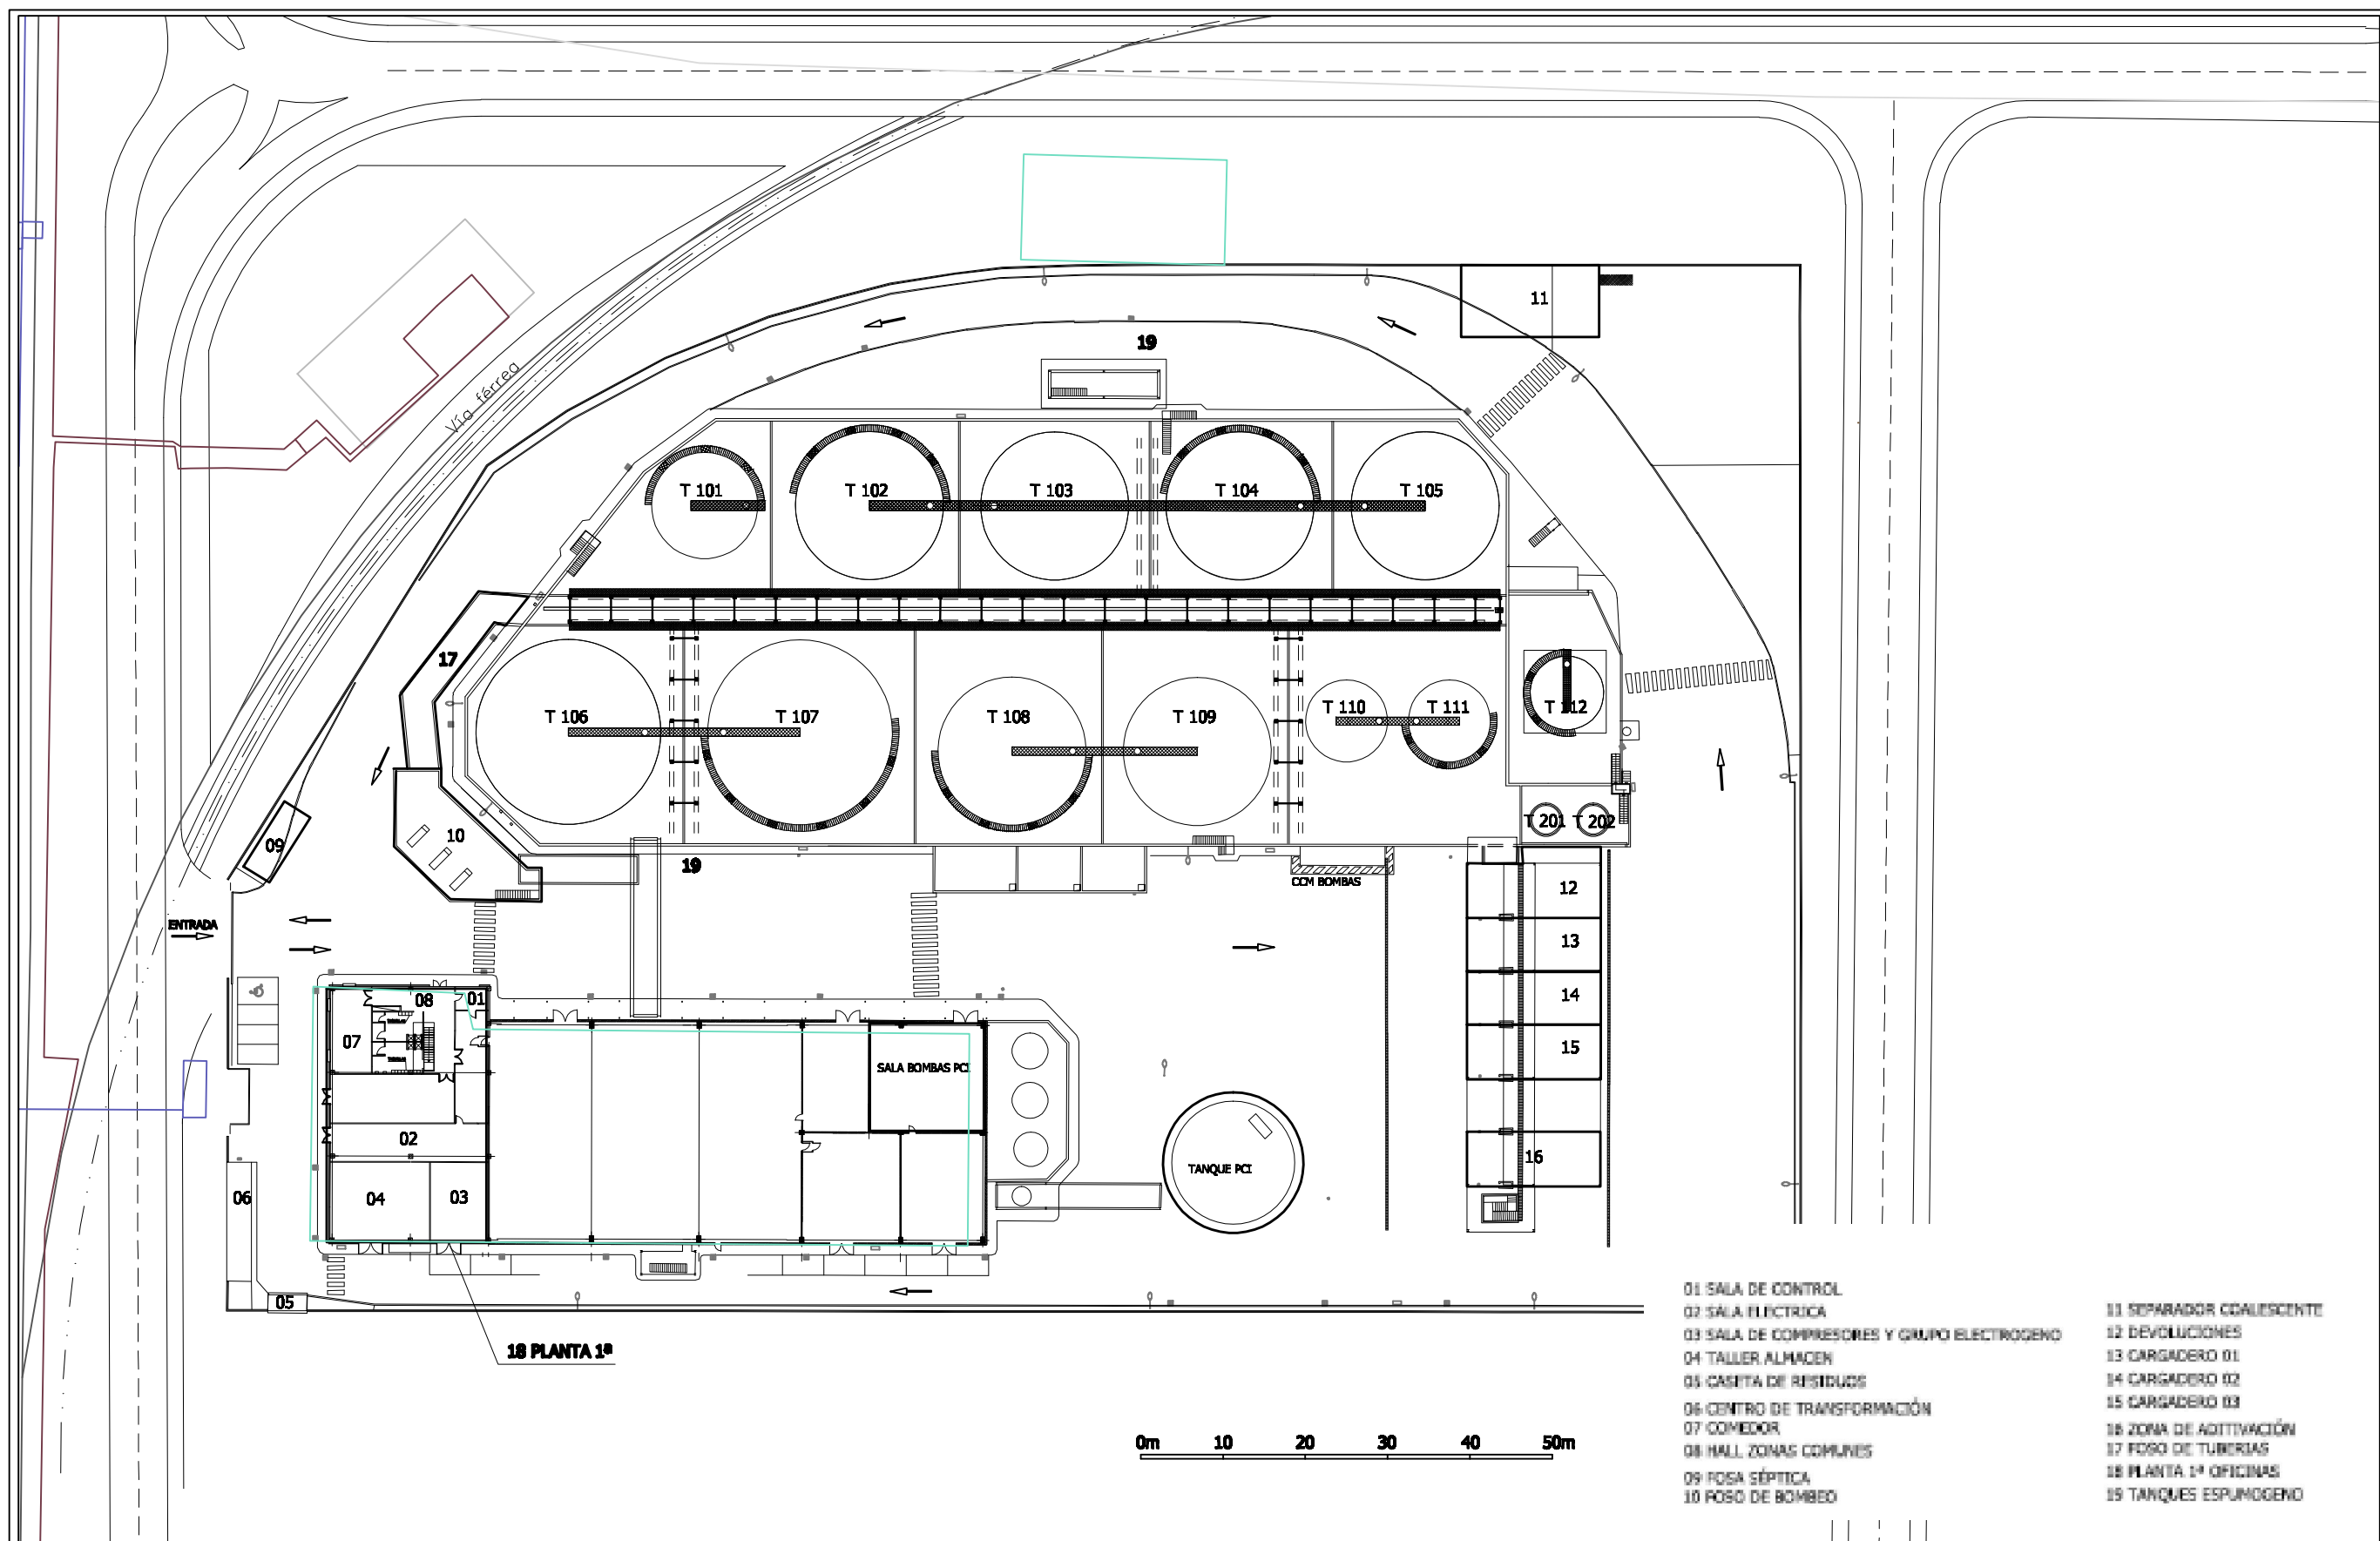 11
19
Vía férrea
T 101
T 102
T 103
T 104
T 105
17
T 106
T 107
T 108
T 109
T 110
T 111
T 112
10
09
T 201
T 202
19
CCM BOMBAS
12
ENTRADA
13
08
01
14
07
15
SALA BOMBAS PCI
02
16
TANQUE PCI
06
04
03
05
18 PLANTA 1ª
0m 10 20 30 40 50m
01 SALA DE CONTROL
02 SALA ELECTRICA
03 SALA DE COMPRESORES Y GRUPO ELECTROGENO
04 TALLER ALMACEN
05 CASETA DE RESIDUOS
06 CENTRO DE TRANSFORMACIÓN
07 COMEDOR
08 HALL ZONAS COMUNES
09 FOSA SÉPTICA
10 FOSO DE BOMBEO
11 SEPARADOR COALESCENTE
12 DEVOLUCIONES
13 CARGADERO 01
14 CARGADERO 02
15 CARGADERO 03
16 ZONA DE ADITIVACIÓN
17 FOSO DE TUBERIAS
18 PLANTA 1ª OFICINAS
19 TANQUES ESPUMOGENO